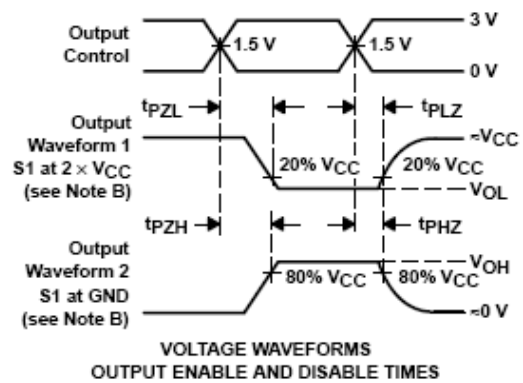 Output
Control
1.5 V
1.5 V
3 V
0 V
tPZL
tPLZ
Output
Waveform 1
S1 at 2 × VCC
(see Note B)
20% VCC
20% VCC
≈VCC
VOL
tPZH
tPHZ
Output
Waveform 2
S1 at GND
(see Note B)
80% VCC
80% VCC
VOH
≈0 V
VOLTAGE WAVEFORMS
OUTPUT ENABLE AND DISABLE TIMES